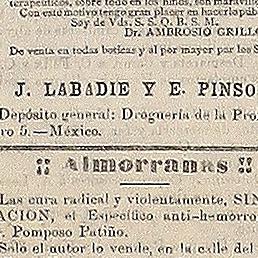 terapéuticos, sobre todo en los niños, son maravill
Con este motivo tengo gran placer en hacerlo públ
Soy de Vds. S. S. Q. B. S. M.
Dr. AMBROSIO GRILLO
De venta en todas boticas y al por mayor por los S
J. LABADIE Y E. PINSO
Depósito general: Droguería de la Pro
ro 5.—México.
¡¡ Almorranas !!
Las cura radical y violentamente, SIN
ACION, el Específico anti-hemorro
. Pomposo Patiño.
Sólo el autor lo vende, en la calle del